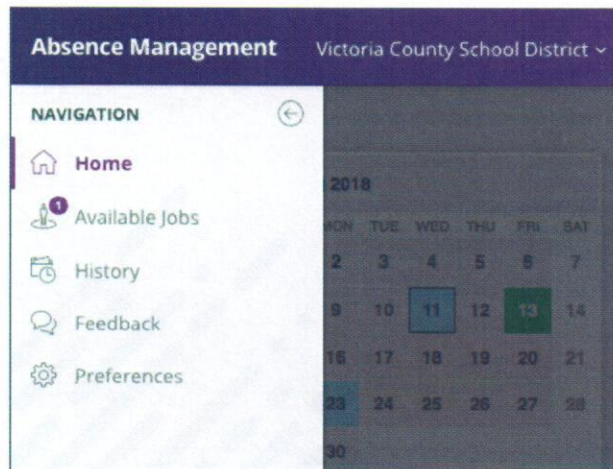 Absence Management Victoria County School District
NAVIGATION
Home
2018
1
Available Jobs
MON TUE WED THU FRI SAT
2 3 4 5 6 7
History
9 10 11 12 13 14
Feedback
16 17 18 19 20 21
Preferences
23 24 25 26 27 28
30